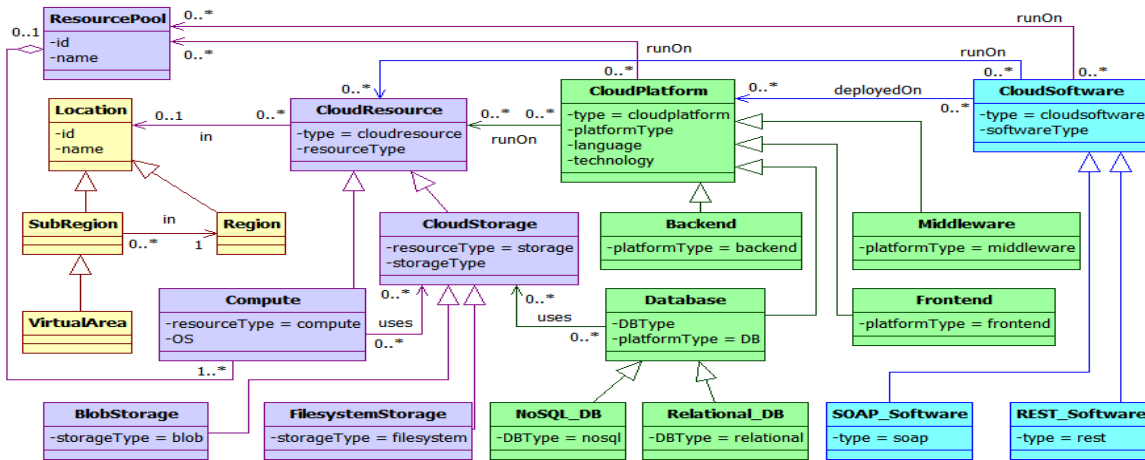 ResourcePool
-id
-name
0..1
0..*
0..*
runOn
runOn
0..*
0..*
0..*
0..*
Location
-id
-name
0..1
in
0..*
CloudResource
-type = cloudresource
-resourceType
0..*
0..*
runOn
CloudPlatform
-type = cloudplatform
-platformType
-language
-technology
deployedOn
0..*
0..*
CloudSoftware
-type = cloudsoftware
-softwareType
SubRegion
in
0..*
1
Region
CloudStorage
-resourceType = storage
-storageType
Backend
-platformType = backend
Middleware
-platformType = middleware
VirtualArea
Compute
-resourceType = compute
-OS
0..*
uses
0..*
1..*
0..*
uses
0..*
Database
-DBType
-platformType = DB
Frontend
-platformType = frontend
BlobStorage
-storageType = blob
FilesystemStorage
-storageType = filesystem
NoSQL_DB
-DBType = nosql
Relational_DB
-DBType = relational
SOAP_Software
-type = soap
REST_Software
-type = rest
runOn